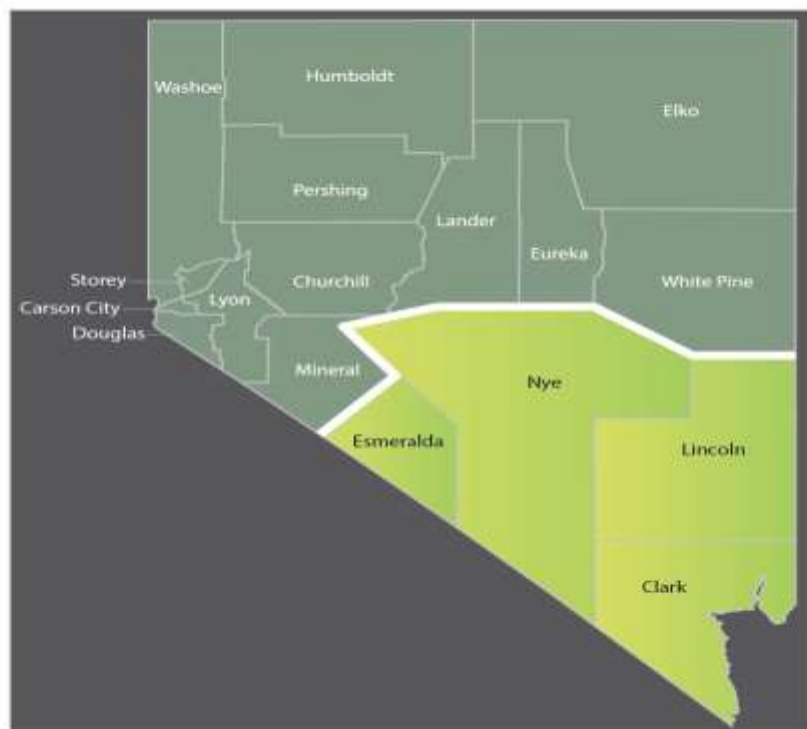 Washoe
Humboldt
Elko
Pershing
Lander
Eureka
Storey
Churchill
White Pine
Lyon
Carson City
Douglas
Mineral
Nye
Esmeralda
Lincoln
Clark